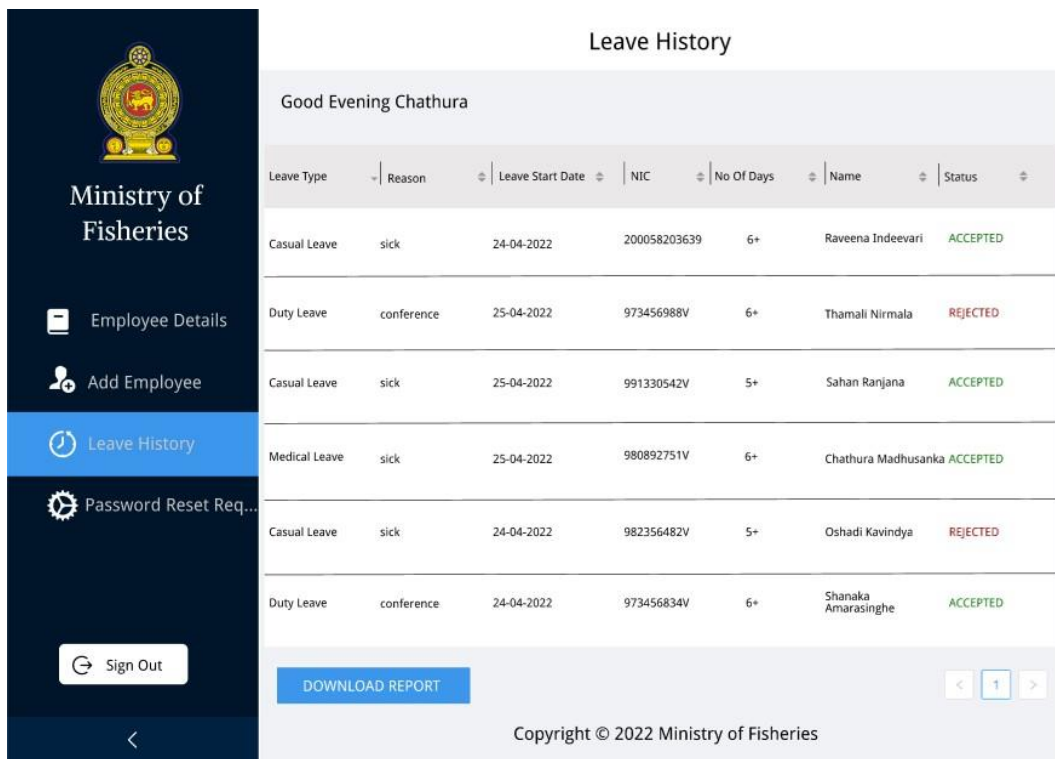 Leave History
Ministry of
Fisheries
Employee Details
Add Employee
Leave History
Password Reset Req...
Sign Out
Good Evening Chathura
Leave Type Reason Leave Start Date NIC No Of Days Name Status
Casual Leave sick 24-04-2022 200058203639 6+ Raveena Indeevari ACCEPTED
Duty Leave conference 25-04-2022 973456988V 6+ Thamali Nirmala REJECTED
Casual Leave sick 25-04-2022 991330542V 5+ Sahan Ranjana ACCEPTED
Medical Leave sick 25-04-2022 980892751V 6+ Chathura Madhusanka ACCEPTED
Casual Leave sick 24-04-2022 982356482V 5+ Oshadi Kavindya REJECTED
Duty Leave conference 24-04-2022 973456834V 6+ Shanaka
Amarasinghe ACCEPTED
DOWNLOAD REPORT
< 1 >
Copyright © 2022 Ministry of Fisheries